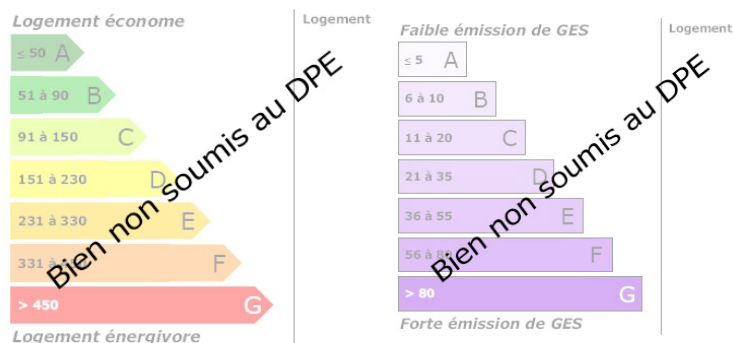 Logement économe
Logement
≤ 50 A
51 à 90 B
91 à 150 C
151 à 230 D
231 à 330 E
331 F
> 450 G
Logement énergivore
Bien non soumis au DPE
Faible émission de GES
Logement
≤ 5 A
6 à 10 B
11 à 20 C
21 à 35 D
36 à 55 E
56 à 80 F
> 80 G
Forte émission de GES
Bien non soumis au DPE